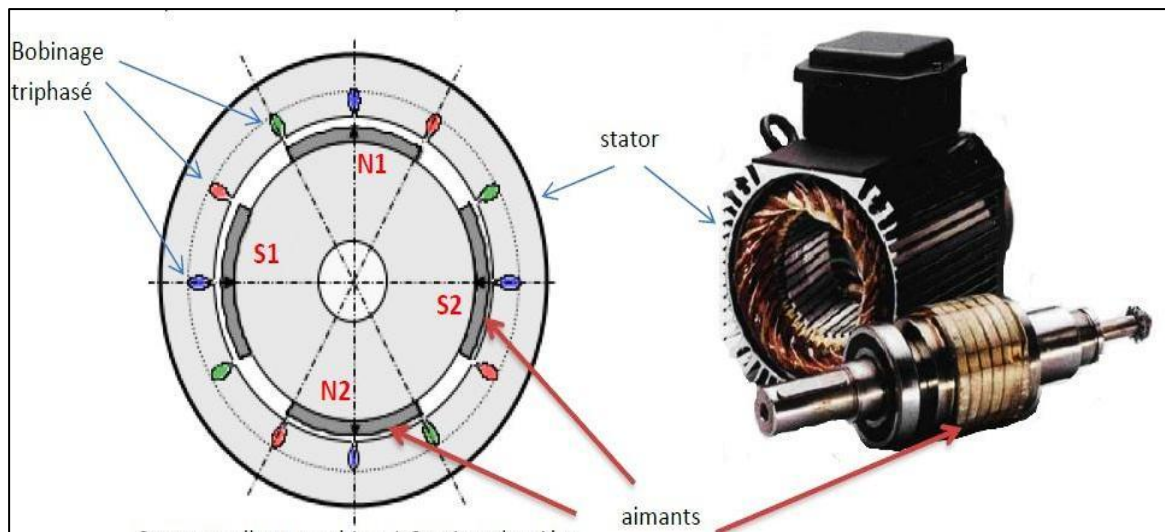 Bobinage
triphasé
stator
N1
S1
S2
N2
aimants